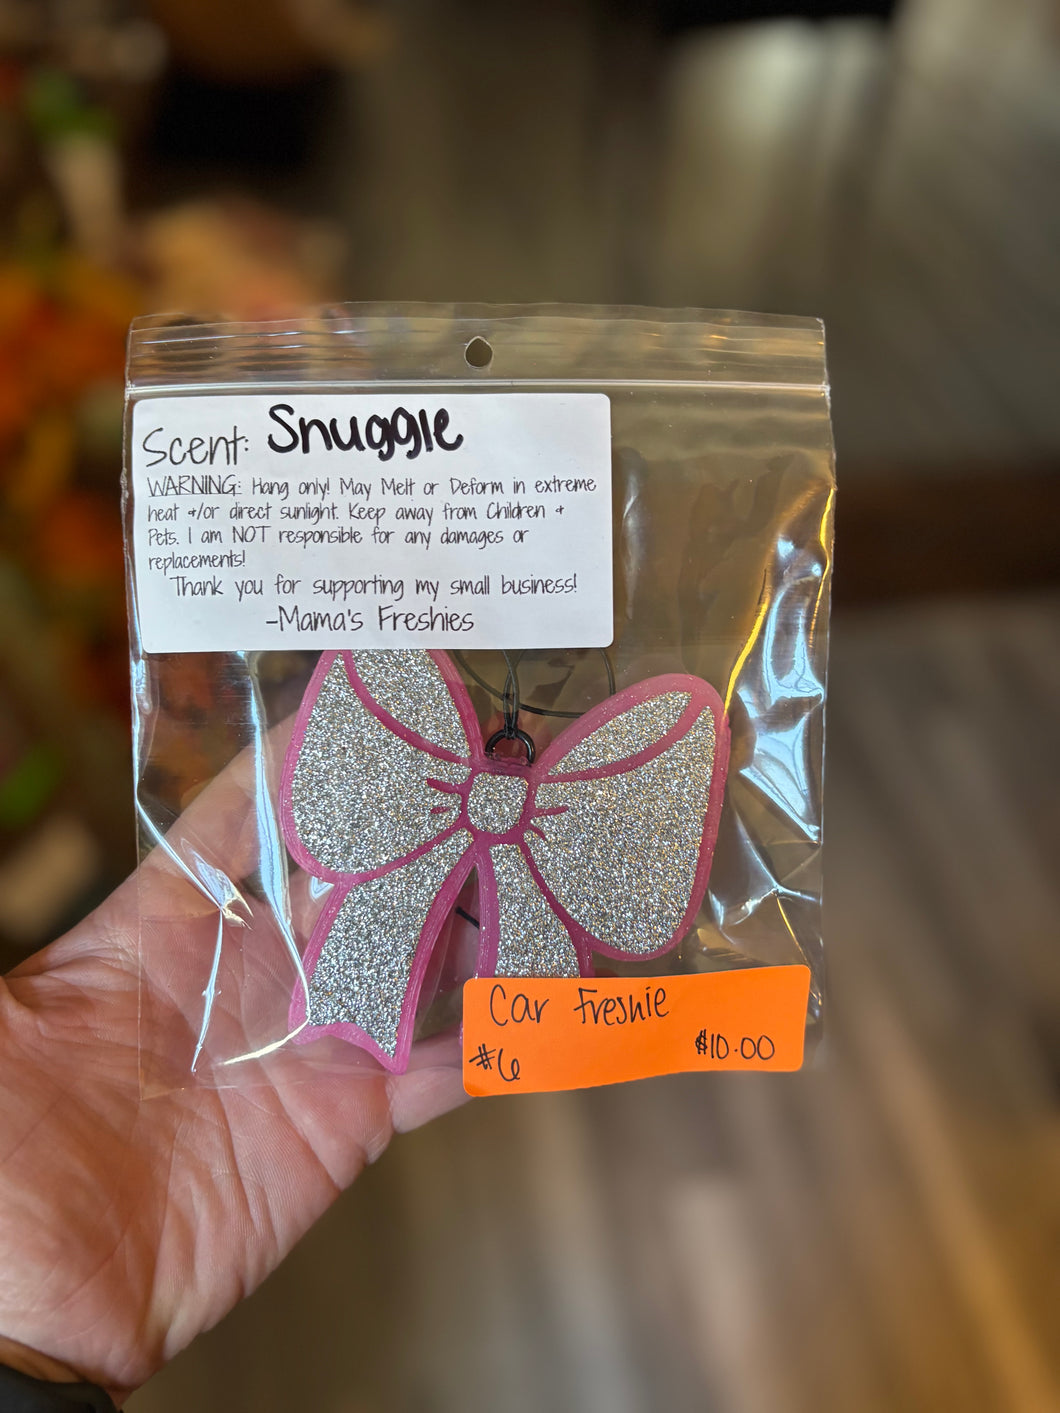 Scent: Snuggle
WARNING: Hang only! May Melt or Deform in extreme
heat +/or direct sunlight. Keep away from Children +
Pets. I am NOT responsible for any damages or
replacements!
Thank you for supporting my small business!
-Mama's Freshies
Car Freshie
#6 $10.00